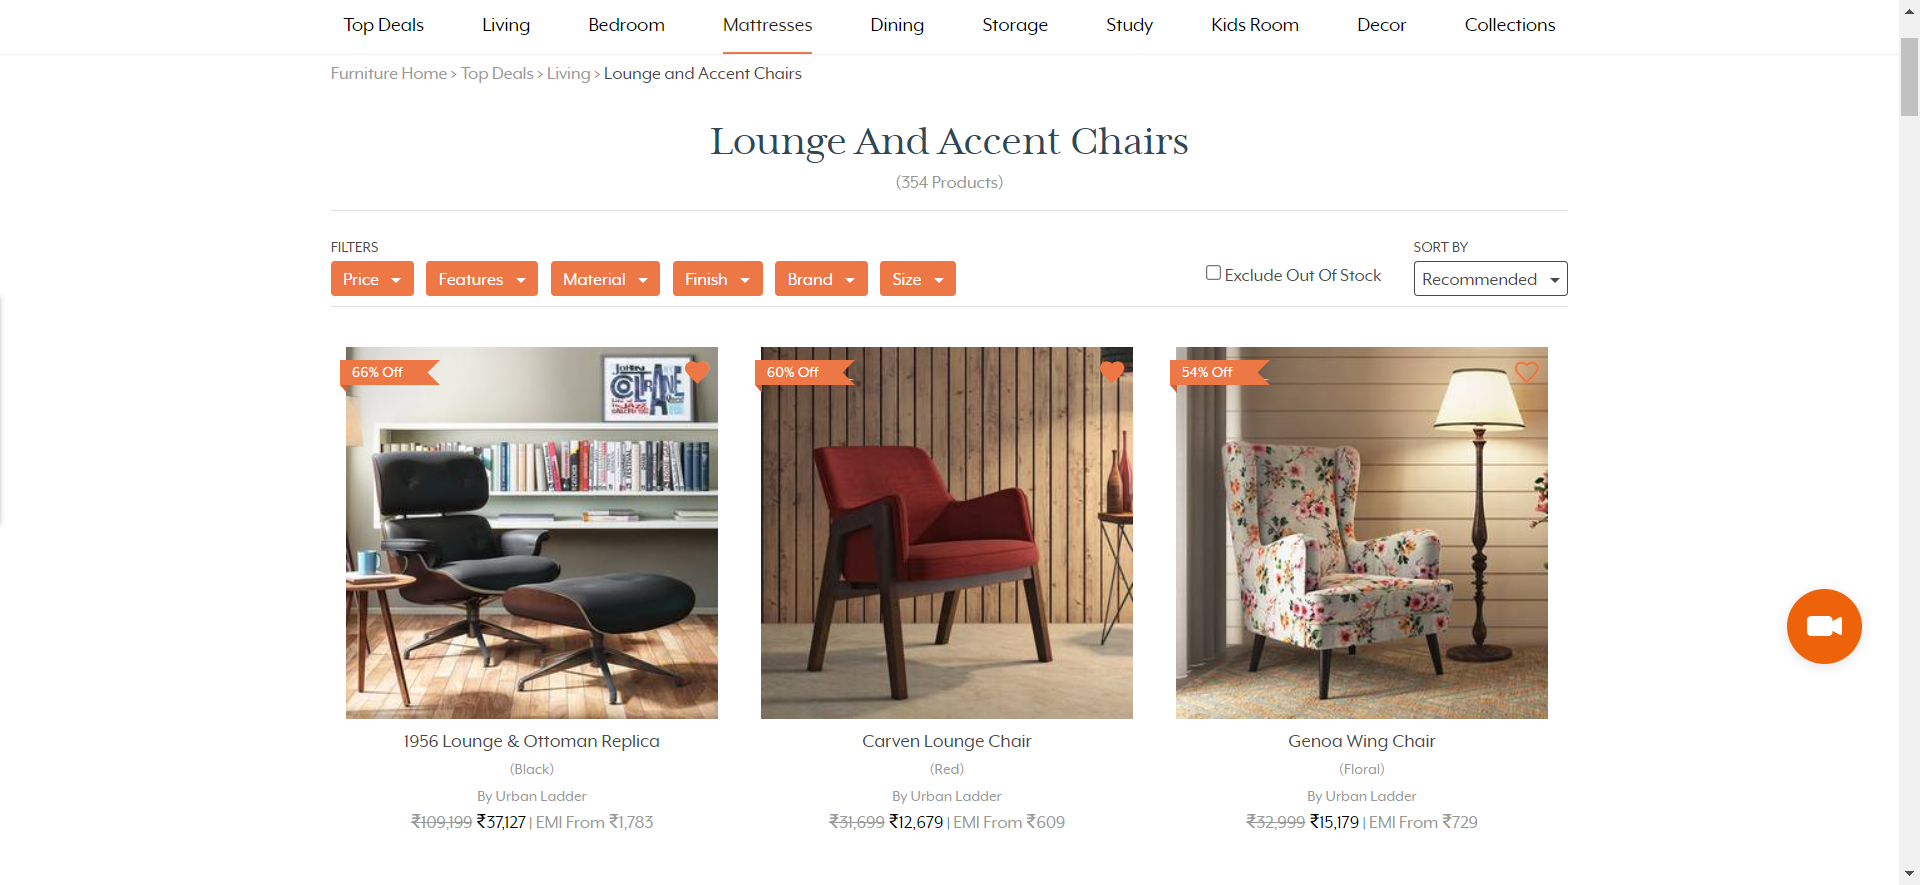 Top Deals Living Bedroom Mattresses Dining Storage Study Kids Room Decor Collections
Furniture Home > Top Deals > Living > Lounge and Accent Chairs
Lounge And Accent Chairs
(354 Products)
FILTERS
SORT BY
Price Features Material Finish Brand Size Exclude Out Of Stock Recommended
66% Off
60% Off
54% Off
1956 Lounge & Ottoman Replica
(Black)
By Urban Ladder
₹109,199 ₹37,127 | EMI From ₹1,783
Carven Lounge Chair
(Red)
By Urban Ladder
₹31,699 ₹12,679 | EMI From ₹609
Genoa Wing Chair
(Floral)
By Urban Ladder
₹32,999 ₹15,179 | EMI From ₹729